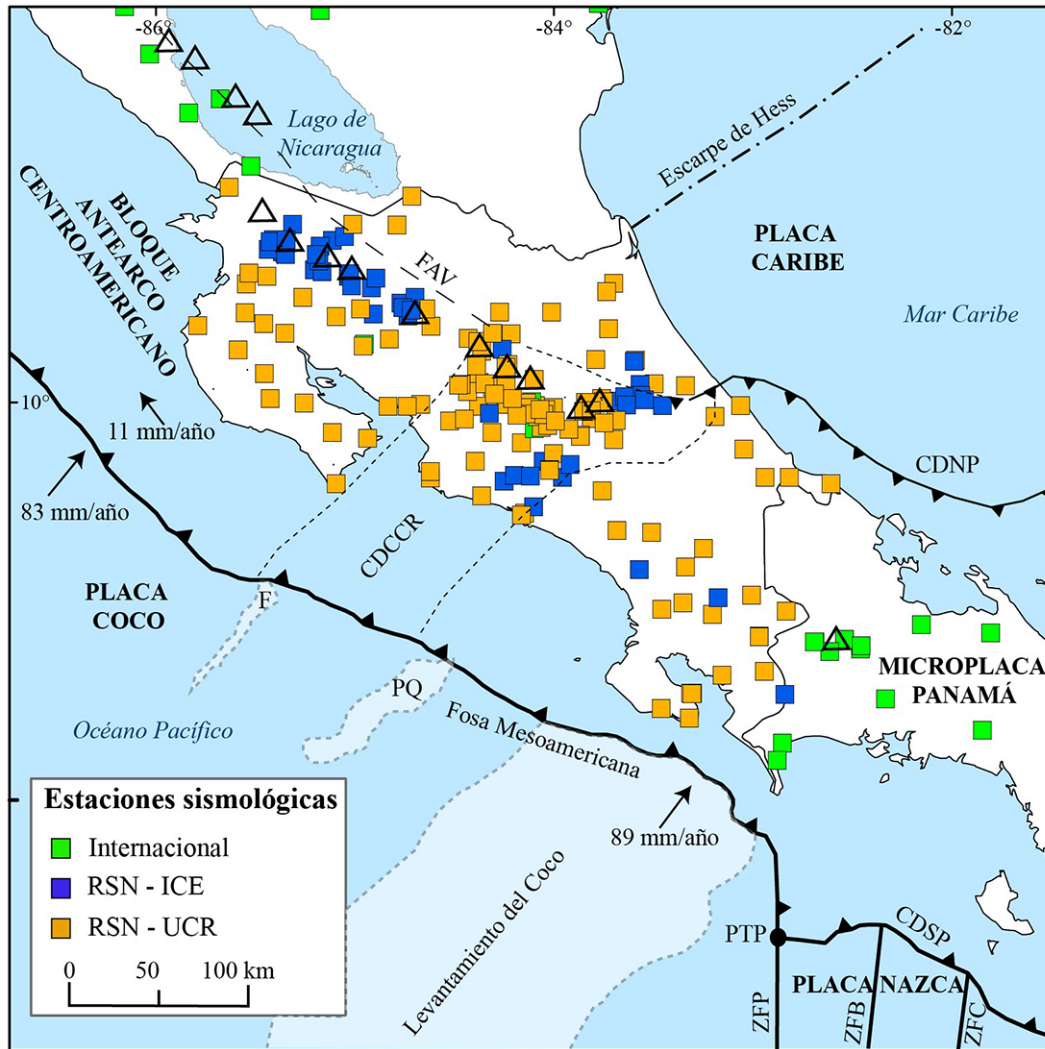 -86°
-84°
-82°
Lago de
Nicaragua
Escarpe de Hess
BLOQUE
ANTEARCO
CENTROAMERICANO
PLACA
CARIBE
FAV
Mar Caribe
10°
11 mm/año
83 mm/año
CDNP
CDCCR
PLACA
COCO
F
PQ
MICROPLACA
PANAMÁ
Océano Pacífico
Fosa Mesoamericana
89 mm/año
Levantamiento del Coco
Estaciones sismológicas
Internacional
RSN - ICE
RSN - UCR
0 50 100 km
PTP
CDSP
PLACA NAZCA
ZFP
ZFB
ZFC